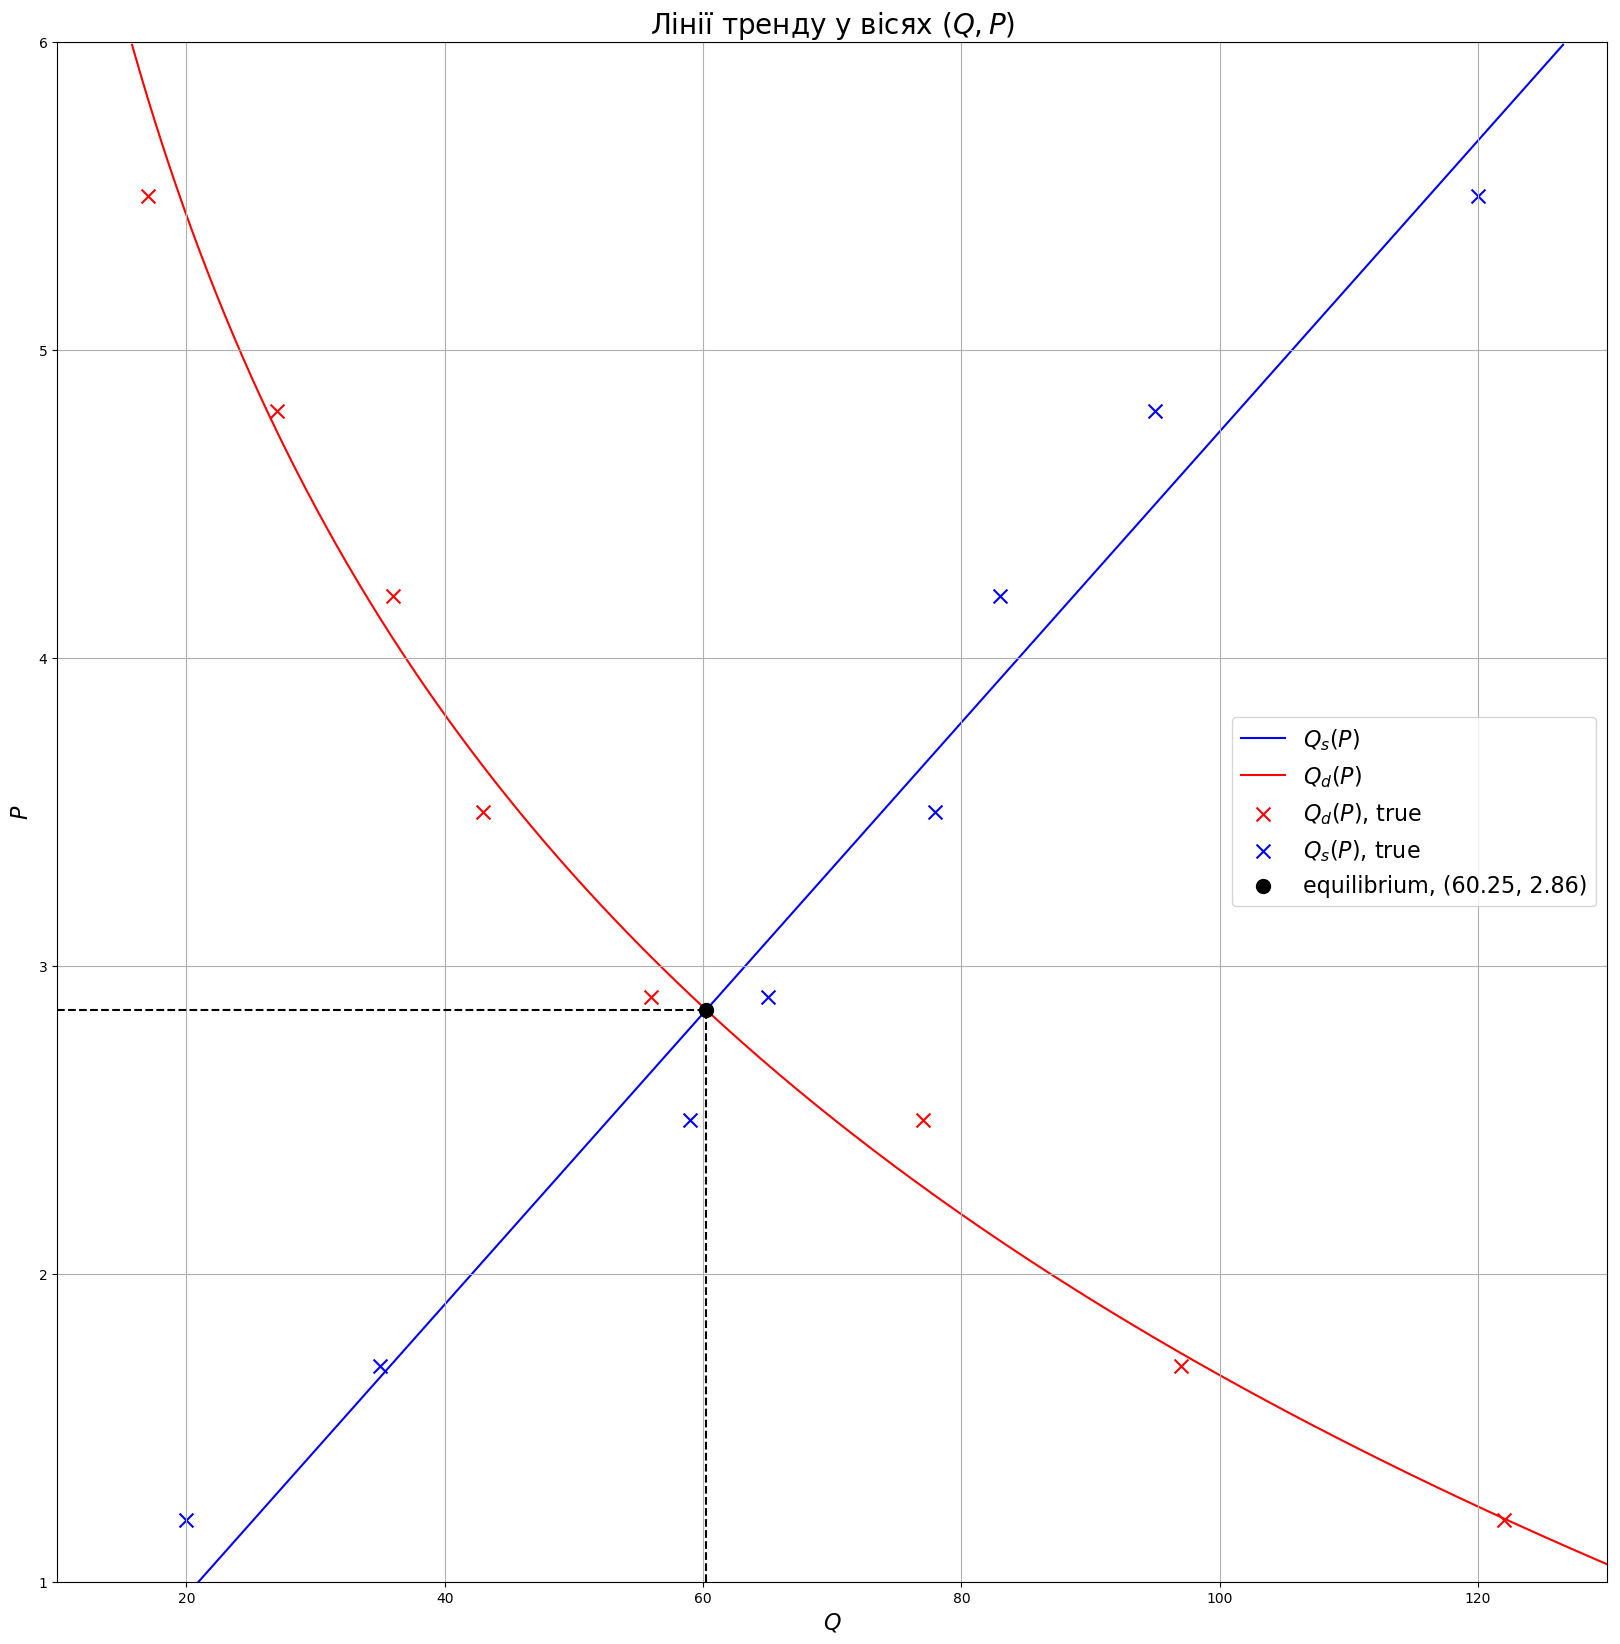 Лінії тренду у вісях (Q, P)
6
5
4
3
2
1
P
20
40
60
80
100
120
Q
Q_s(P)
Q_d(P)
Q_d(P), true
Q_s(P), true
equilibrium, (60.25, 2.86)